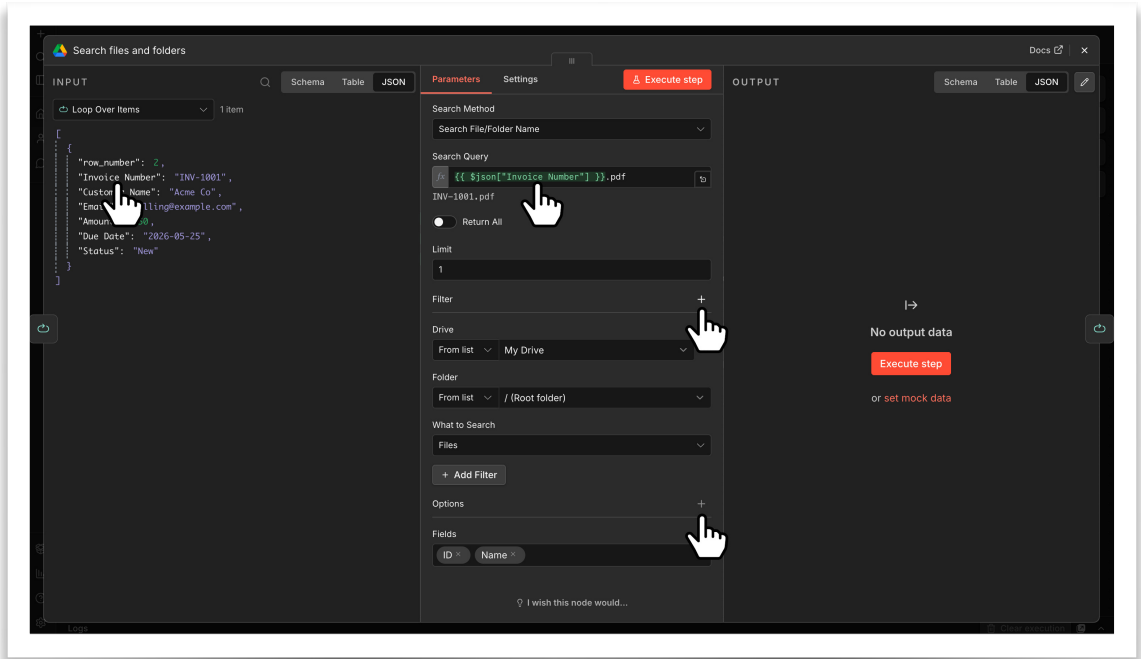 Search files and folders
Docs
INPUT
Schema Table JSON
Loop Over Items
1 item
[
{
"row_number": 2,
"Invoice Number": "INV-1001",
"Custom Name": "Acme Co",
"Ema lling@example.com",
"Amoun 50,
"Due Date": "2026-05-25",
"Status": "New"
}
]
Parameters Settings
Execute step
Search Method
Search File/Folder Name
Search Query
fx {{ $json["Invoice Number"] }}.pdf
INV-1001.pdf
Return All
Limit
1
Filter
Drive
From list My Drive
Folder
From list / (Root folder)
What to Search
Files
+ Add Filter
Options
Fields
ID × Name ×
I wish this node would...
OUTPUT
Schema Table JSON
No output data
Execute step
or set mock data
Logs
Clear execution